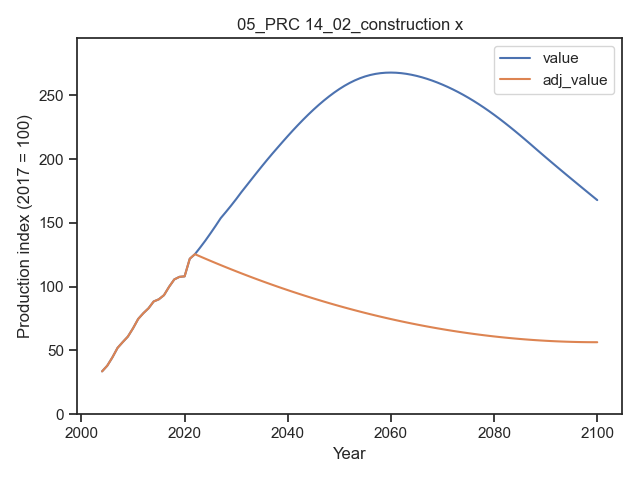 05_PRC 14_02_construction x
value
adj_value
Production index (2017 = 100)
250
200
150
100
50
0
2000 2020 2040 2060 2080 2100
Year